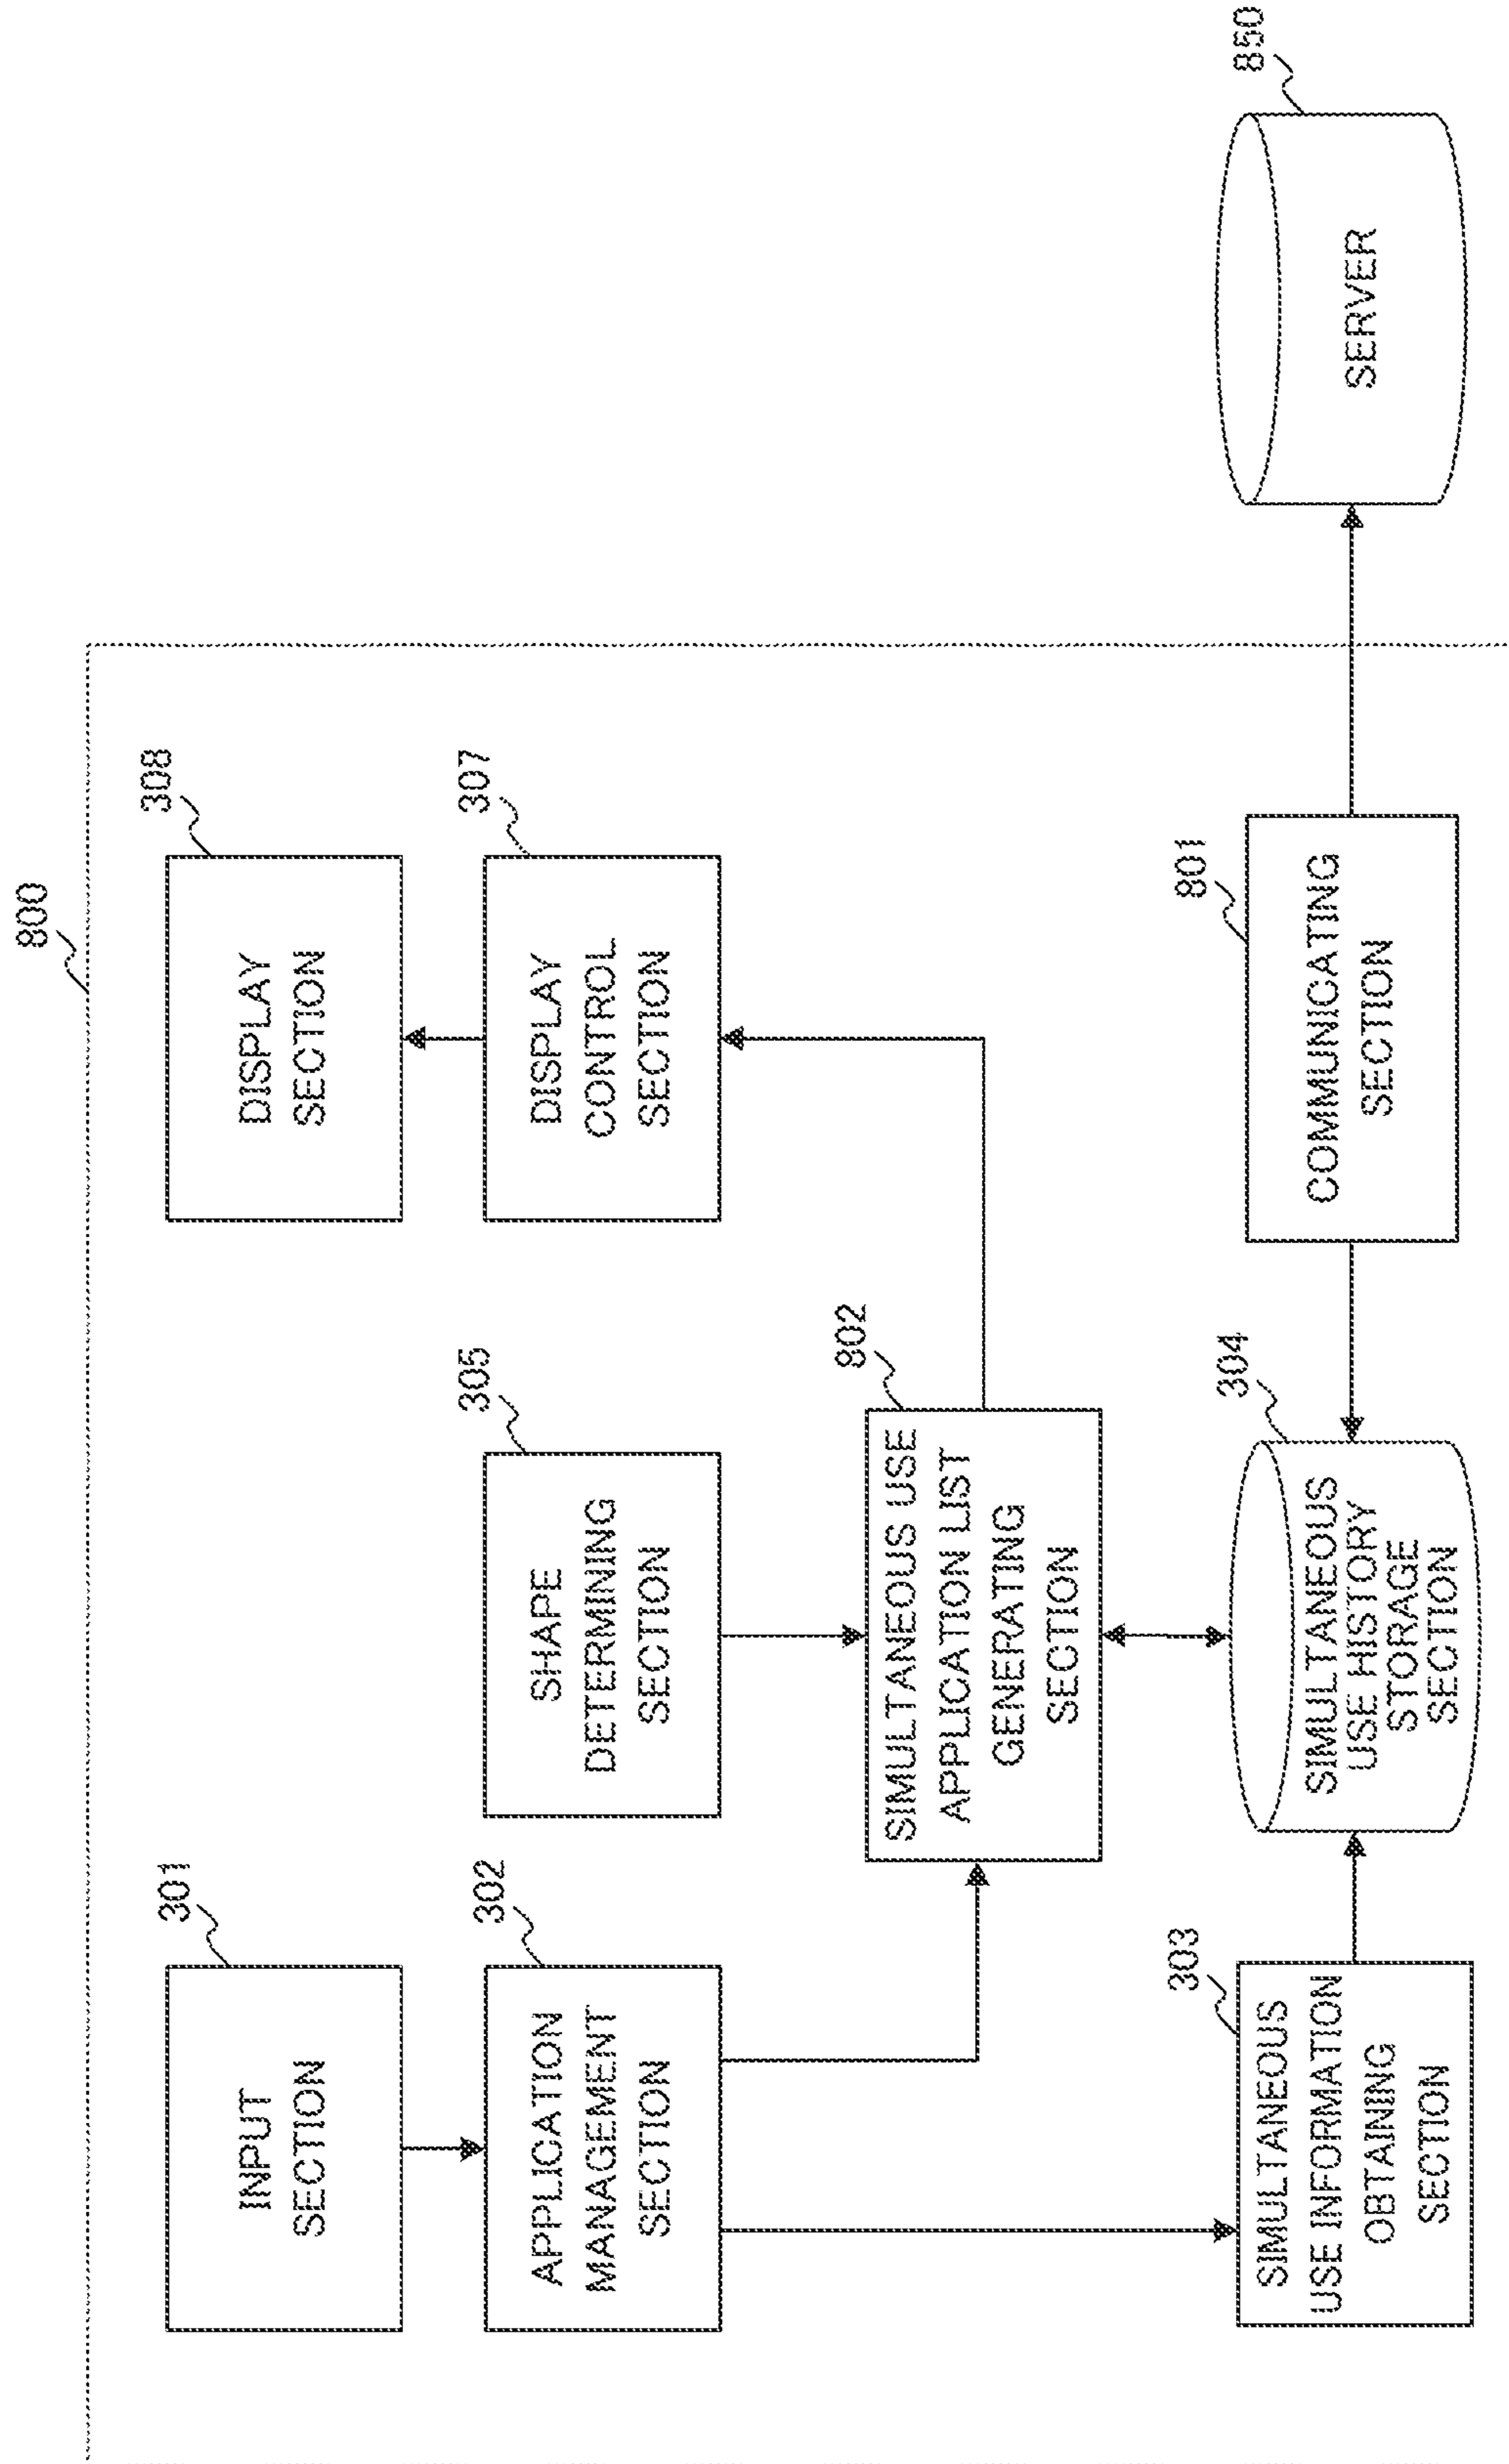 800
301
INPUT
SECTION
308
DISPLAY
SECTION
302
APPLICATION
MANAGEMENT
SECTION
305
SHAPE
DETERMINING
SECTION
307
DISPLAY
CONTROL
SECTION
802
SIMULTANEOUS USE
APPLICATION LIST
GENERATING
SECTION
303
SIMULTANEOUS
USE INFORMATION
OBTAINING
SECTION
304
SIMULTANEOUS
USE HISTORY
STORAGE
SECTION
801
COMMUNICATING
SECTION
850
SERVER